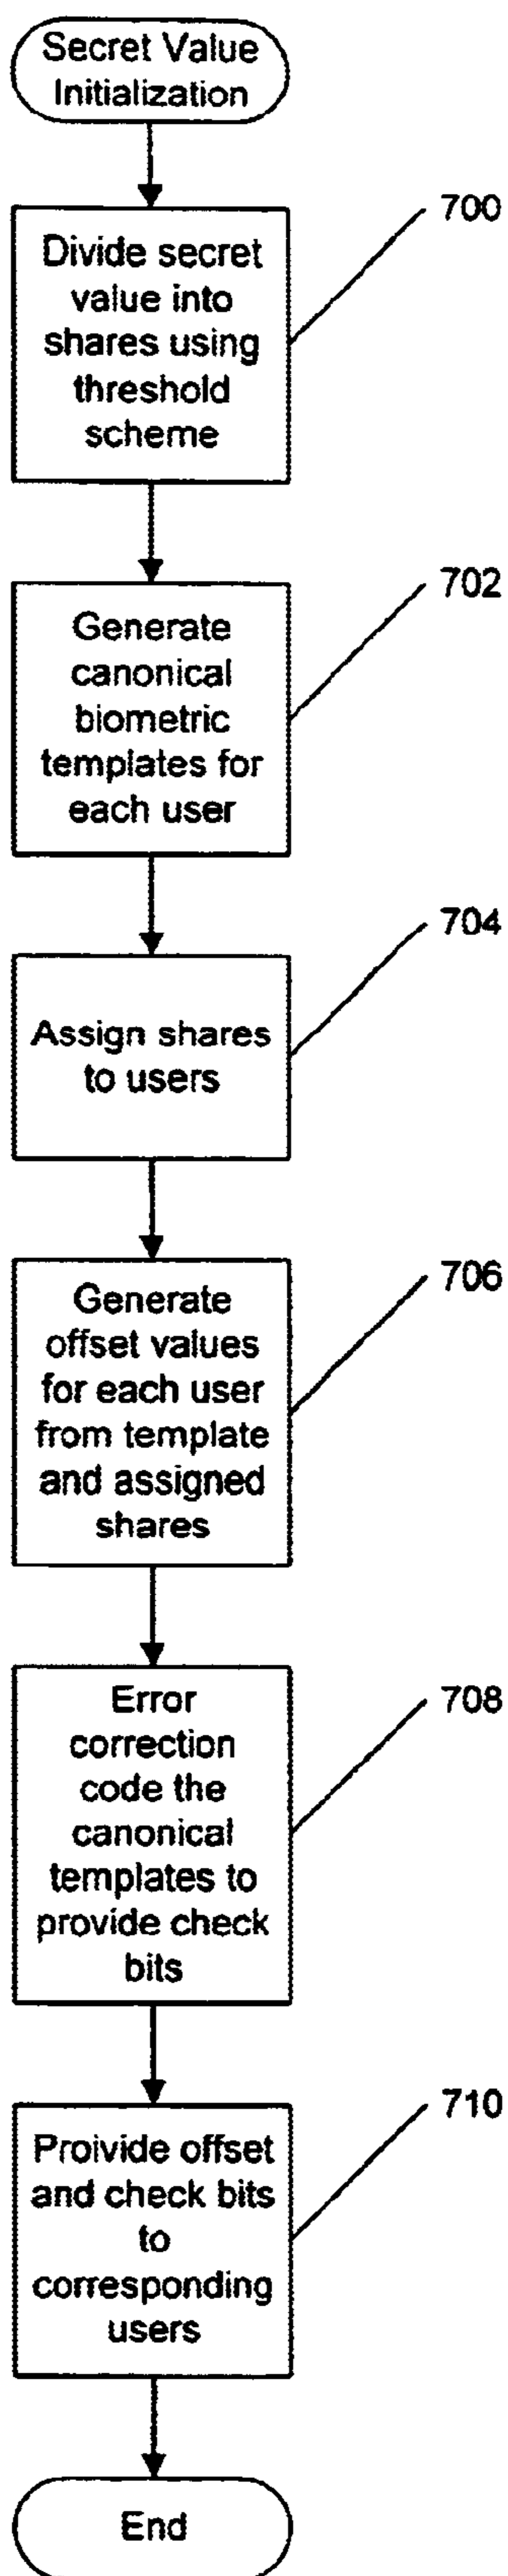 Secret Value
Initialization
700
Divide secret
value into
shares using
threshold
scheme
702
Generate
canonical
biometric
templates for
each user
704
Assign shares
to users
706
Generate
offset values
for each user
from template
and assigned
shares
708
Error
correction
code the
canonical
templates to
provide check
bits
710
Proivide offset
and check bits
to
corresponding
users
End